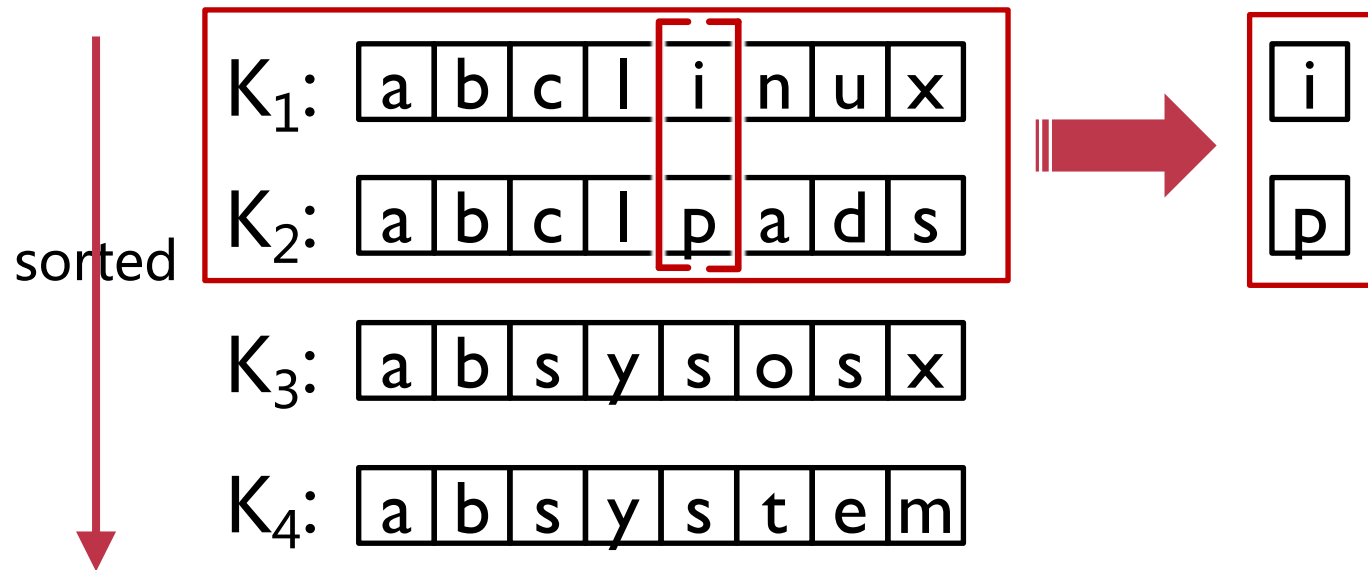 K₁: a b c l i n u x i
K₂: a b c l p a d s p
sorted
K₃: a b s y s o s x
K₄: a b s y s t e m